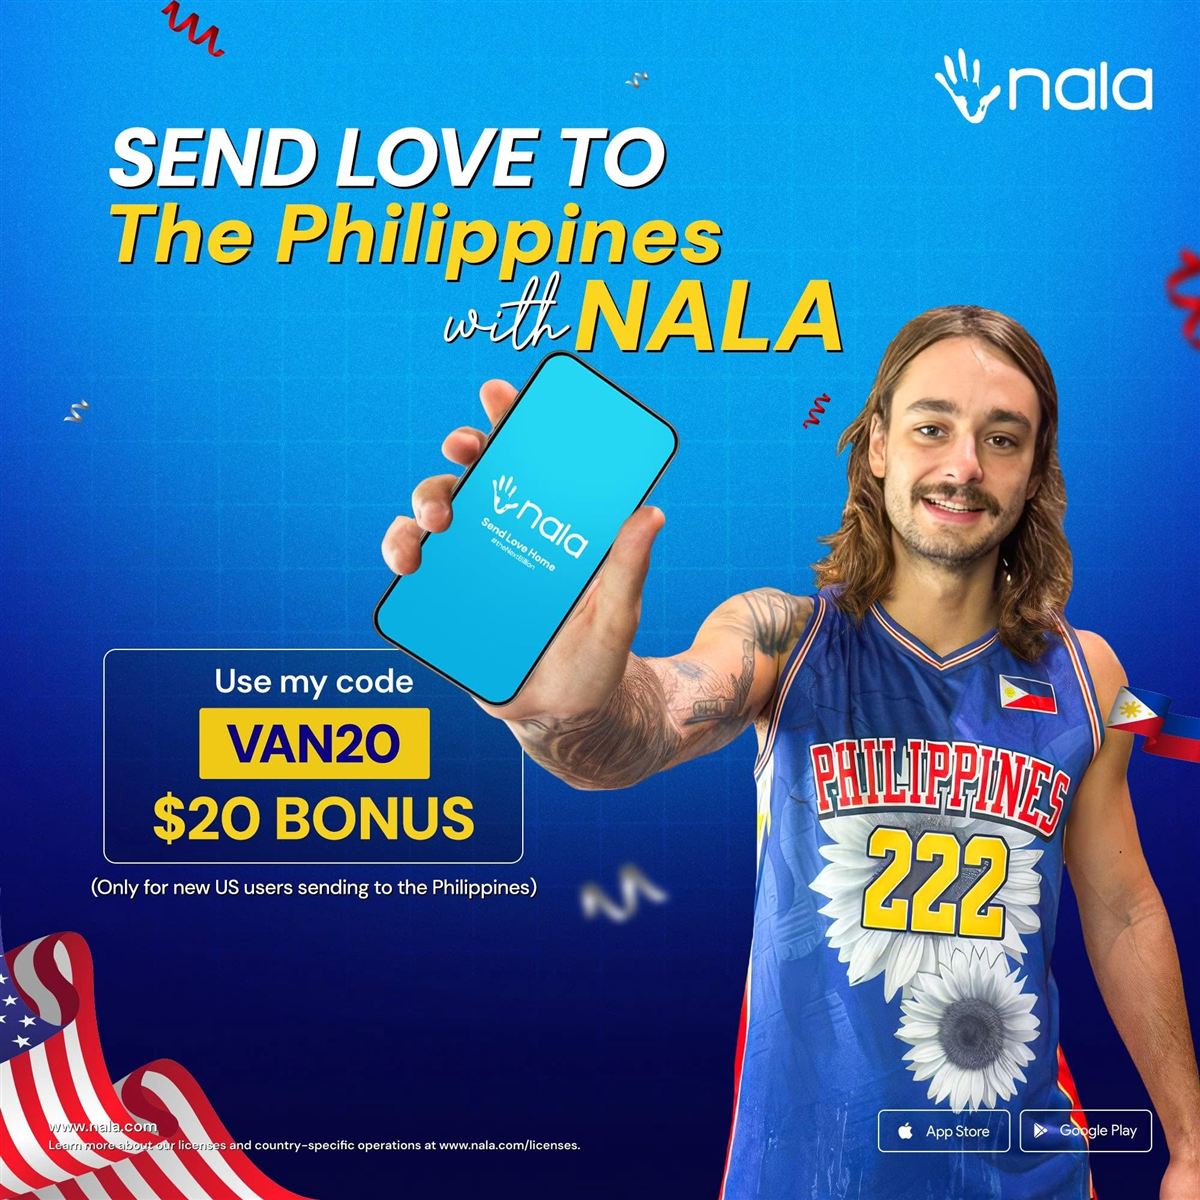 nala
SEND LOVE TO
The Philippines
with NALA
nala
Send Love Home
#theNextBillion
Use my code
VAN20
$20 BONUS
(Only for new US users sending to the Philippines)
PHILIPPINES
222
www.nala.com
Learn more about our licenses and country-specific operations at www.nala.com/licenses.
App Store
Google Play